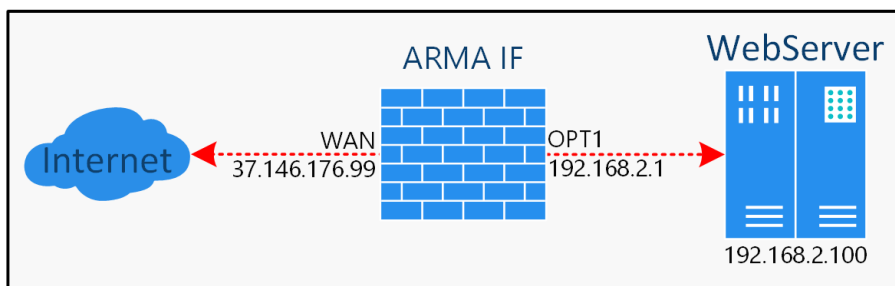 WebServer
ARMA IF
Internet
WAN
37.146.176.99
OPT1
192.168.2.1
192.168.2.100